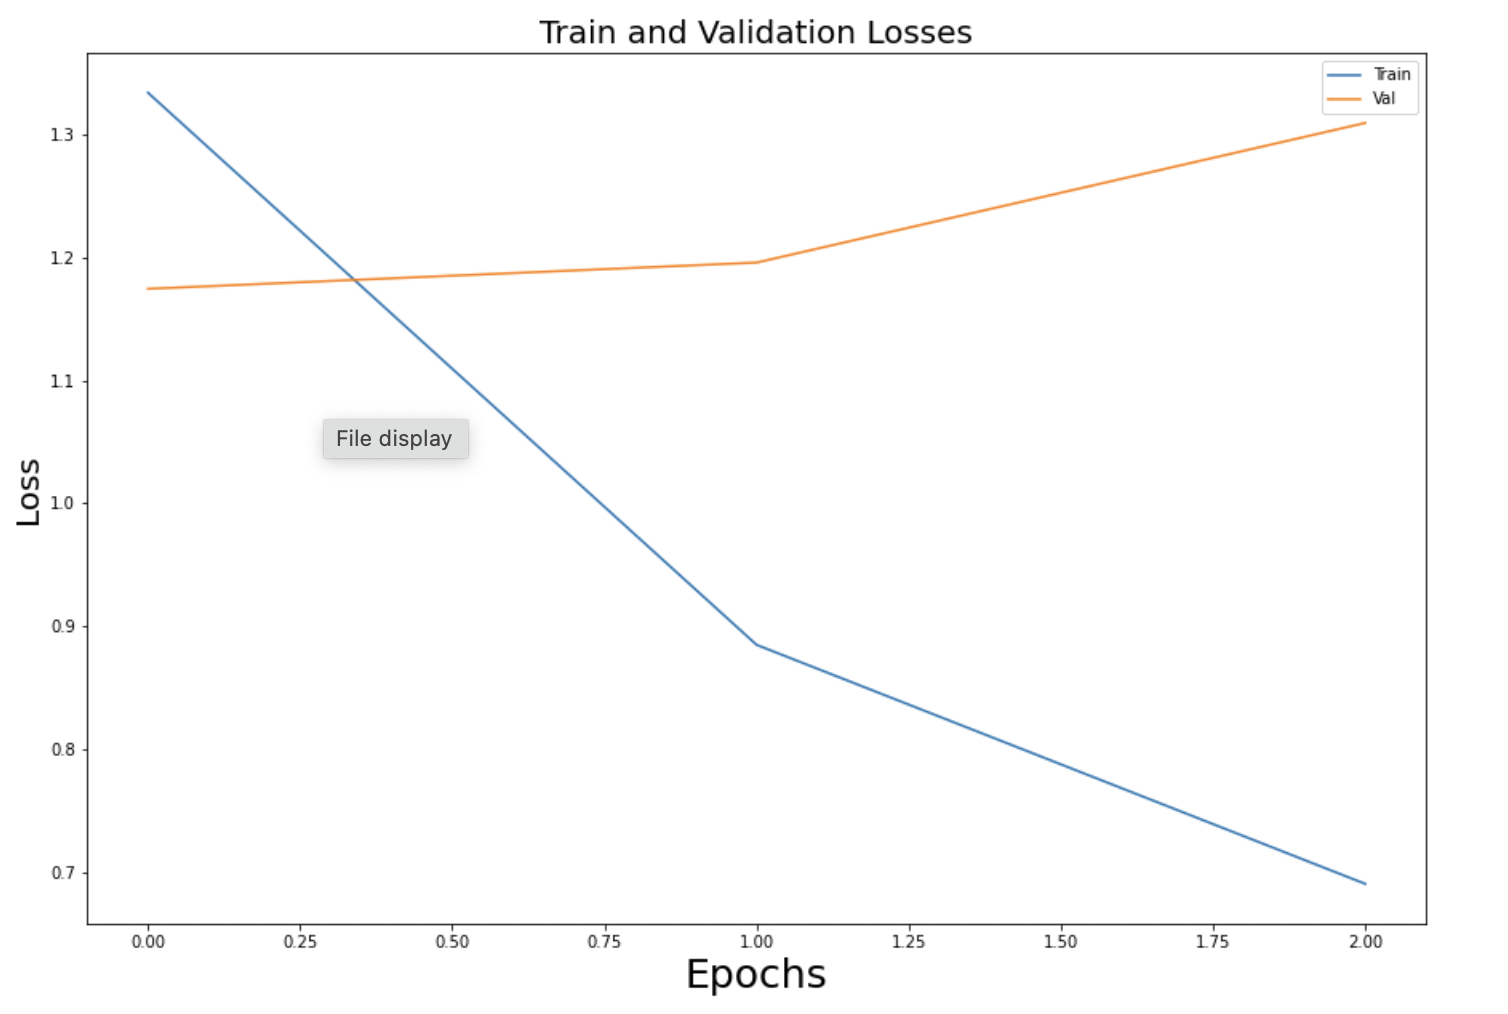 Train and Validation Losses
Train
Val
1.3
1.2
1.1
1.0
0.9
0.8
0.7
Loss
File display
0.00 0.25 0.50 0.75 1.00 1.25 1.50 1.75 2.00
Epochs